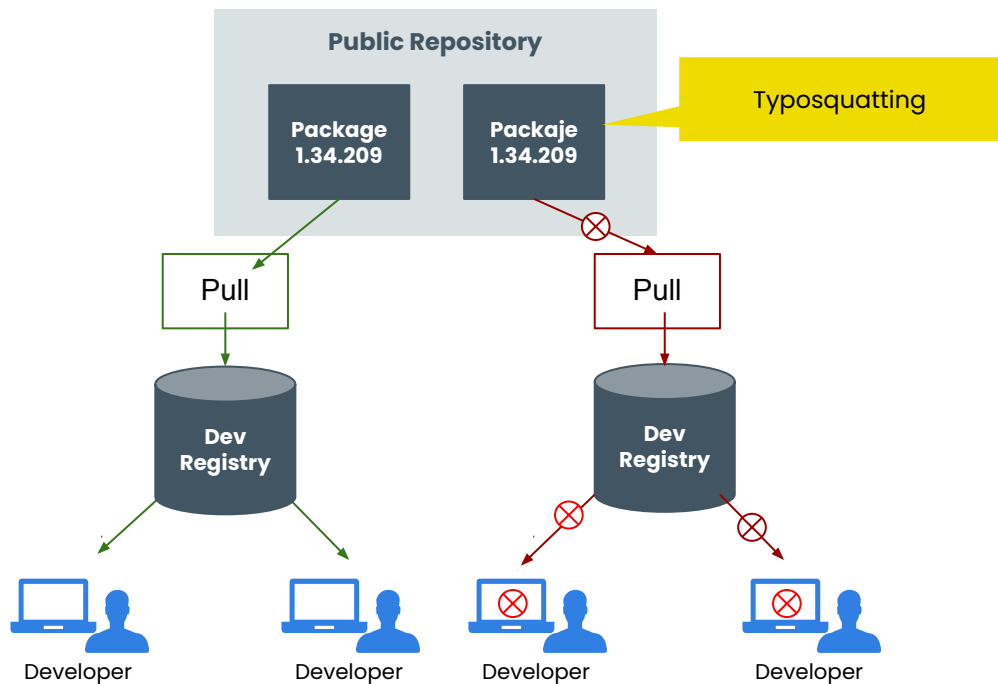 Public Repository
Typosquatting
Package
1.34.209
Packaje
1.34.209
Pull
Pull
Dev
Registry
Dev
Registry
Developer
Developer
Developer
Developer